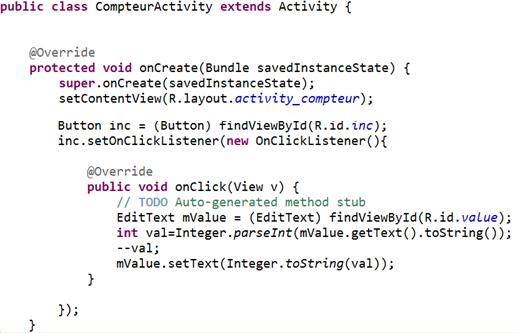 public class CompteurActivity extends Activity {
@Override
protected void onCreate(Bundle savedInstanceState) {
super.onCreate(savedInstanceState);
setContentView(R.layout.activity_compteur);
Button inc = (Button) findViewById(R.id.inc);
inc.setOnClickListener(new OnClickListener(){
@Override
public void onClick(View v) {
// TODO Auto-generated method stub
EditText mValue = (EditText) findViewById(R.id.value);
int val=Integer.parseInt(mValue.getText().toString());
--val;
mValue.setText(Integer.toString(val));
}
});
}